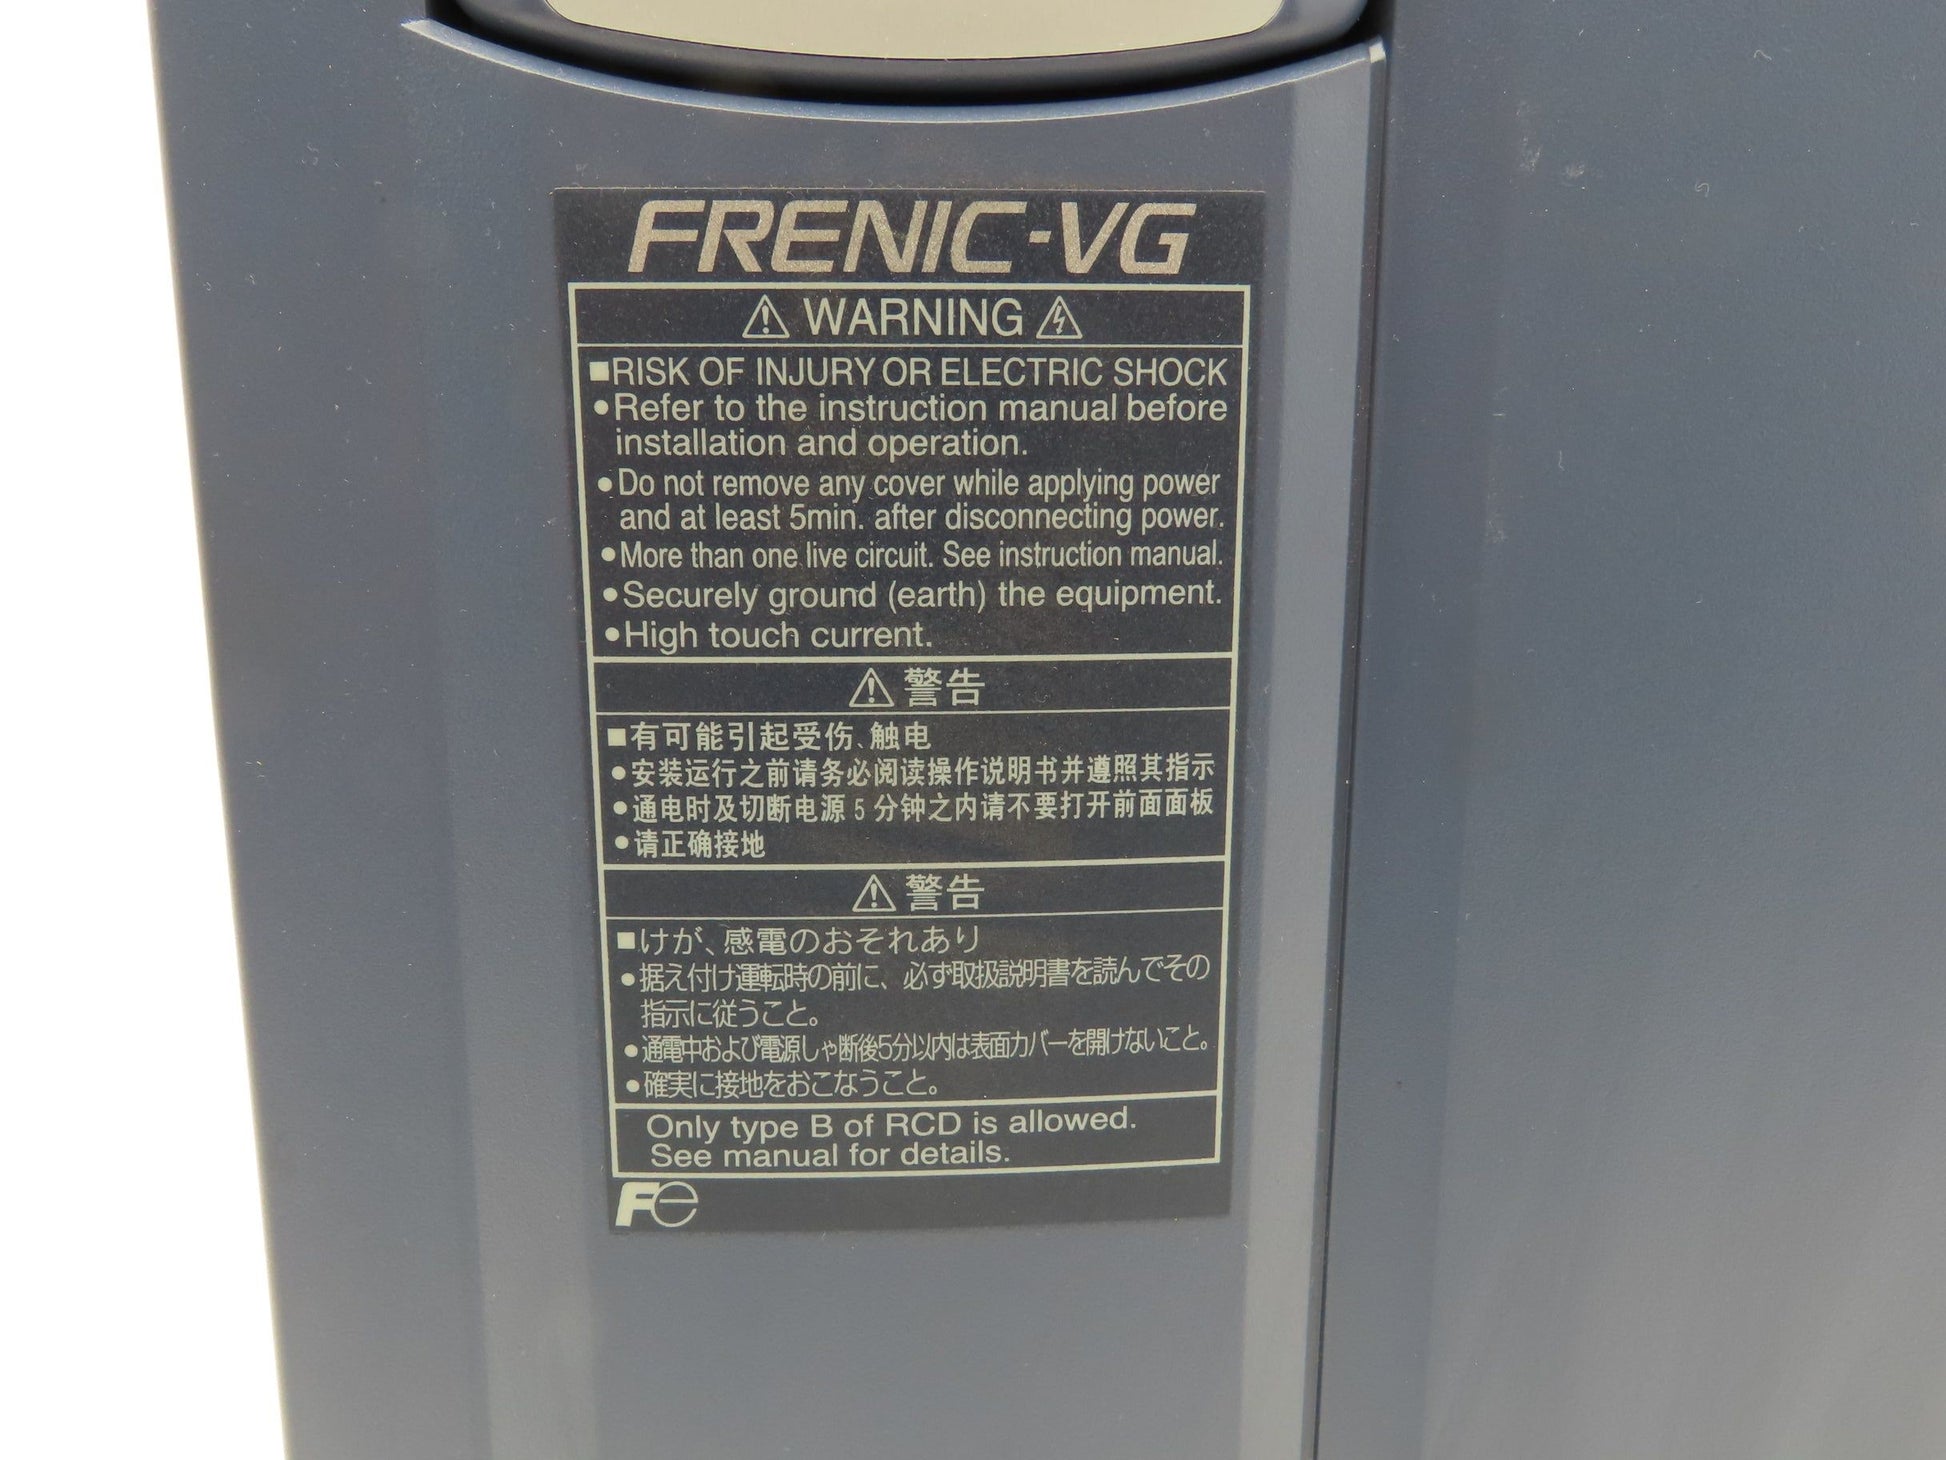 FRENIC-VG
WARNING
■RISK OF INJURY OR ELECTRIC SHOCK
•Refer to the instruction manual before
installation and operation.
•Do not remove any cover while applying power
and at least 5min. after disconnecting power.
•More than one live circuit. See instruction manual.
•Securely ground (earth) the equipment.
•High touch current.
警告
■有可能引起受伤、触电
•安装运行之前请务必阅读操作说明书并遵照其指示
•通电时及切断电源5分钟之内请不要打开前面面板
•请正确接地
警告
■けが、感電のおそれあり
•据え付け運転時の前に、必ず取扱説明書を読んでその
指示に従うこと。
•通電中および電源しゃ断後5分以内は表面カバーを開けないこと。
•確実に接地をおこなうこと。
Only type B of RCD is allowed.
See manual for details.
Fe